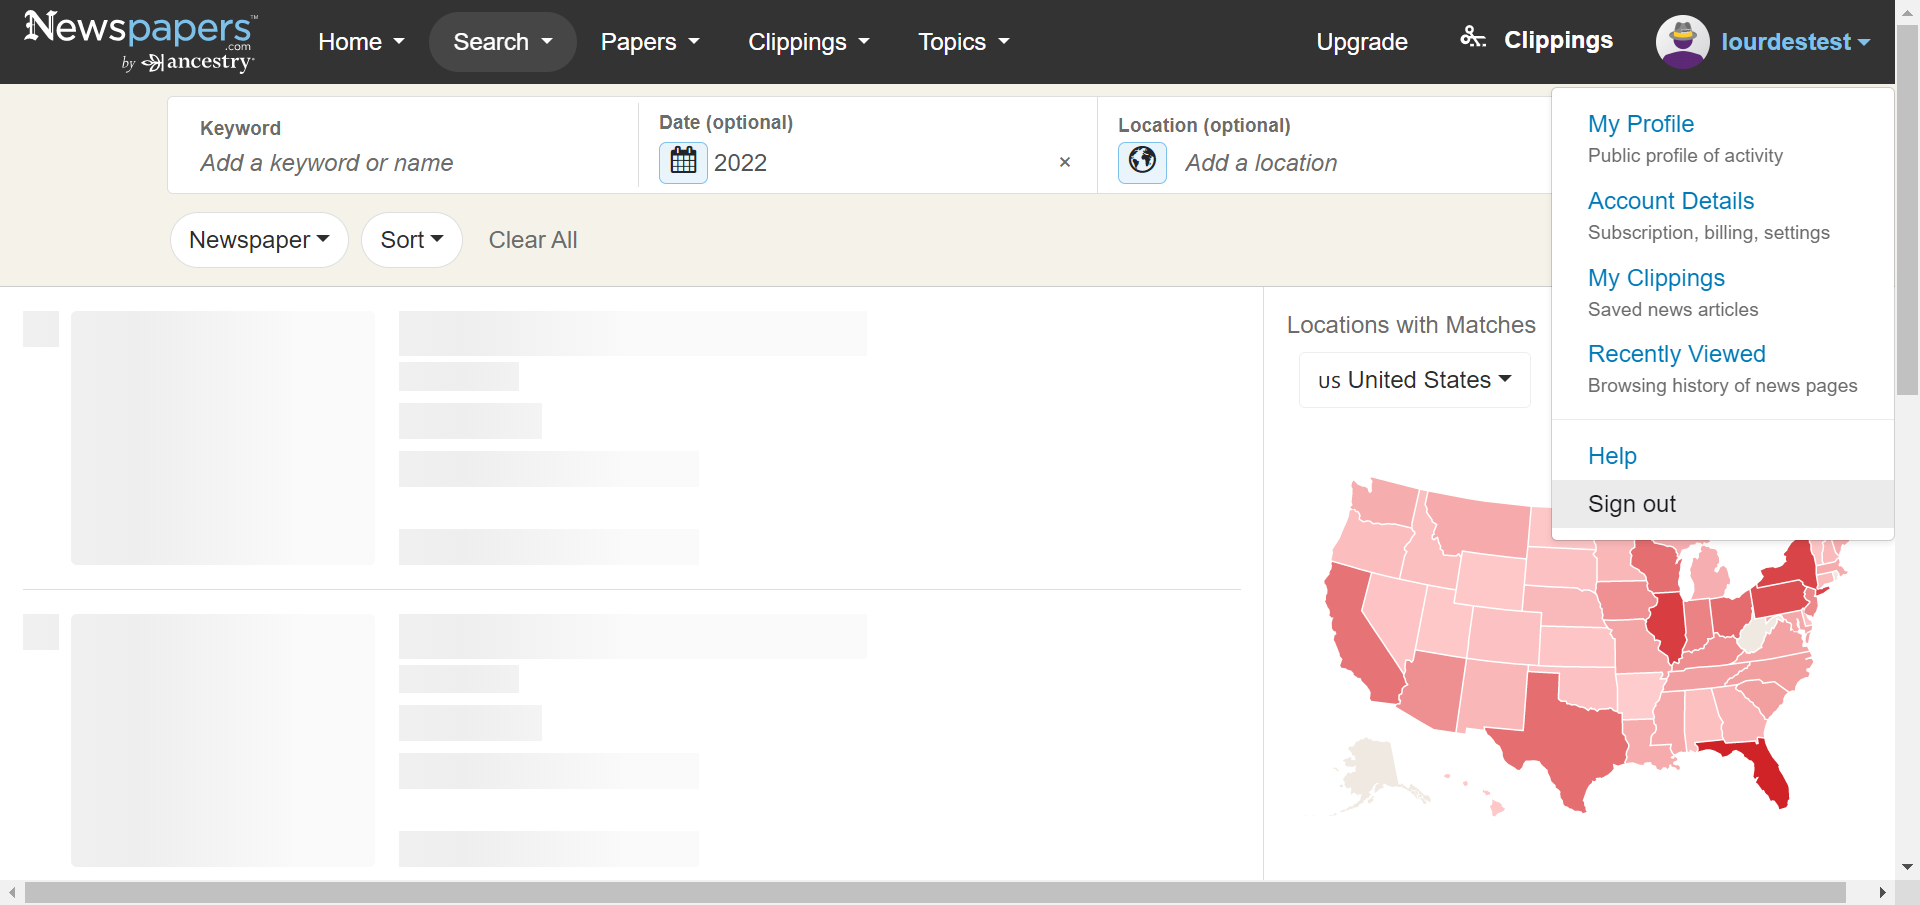 Newspapers™
.com
by ancestry
Home
Search
Papers
Clippings
Topics
Upgrade
Clippings
lourdestest
Keyword
Add a keyword or name
Date (optional)
2022
×
Location (optional)
Add a location
Newspaper
Sort
Clear All
My Profile
Public profile of activity
Account Details
Subscription, billing, settings
My Clippings
Saved news articles
Recently Viewed
Browsing history of news pages
Help
Sign out
Locations with Matches
US United States